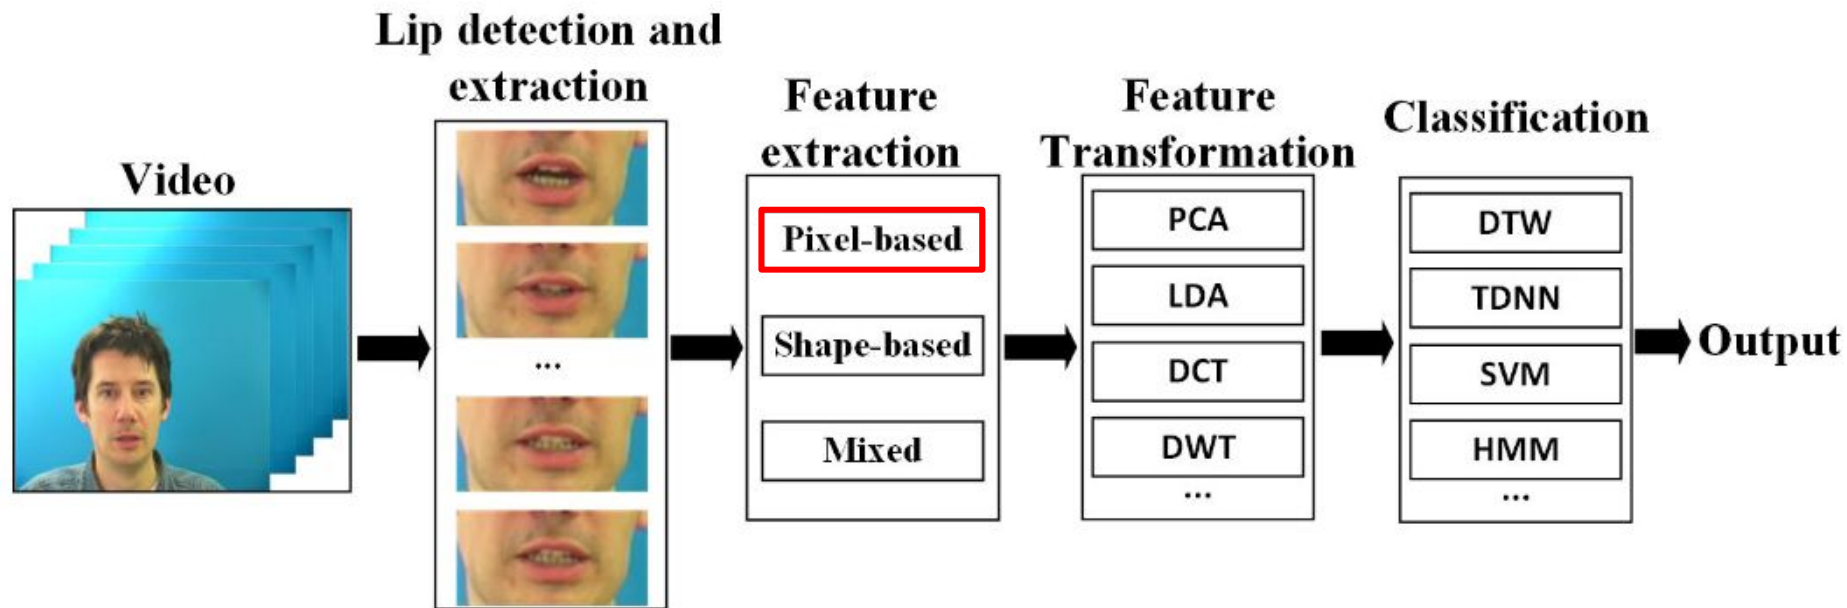 Video
Lip detection and
extraction
...
Feature
extraction
Pixel-based
Shape-based
Mixed
Feature
Transformation
PCA
LDA
DCT
DWT
...
Classification
DTW
TDNN
SVM
HMM
...
Output